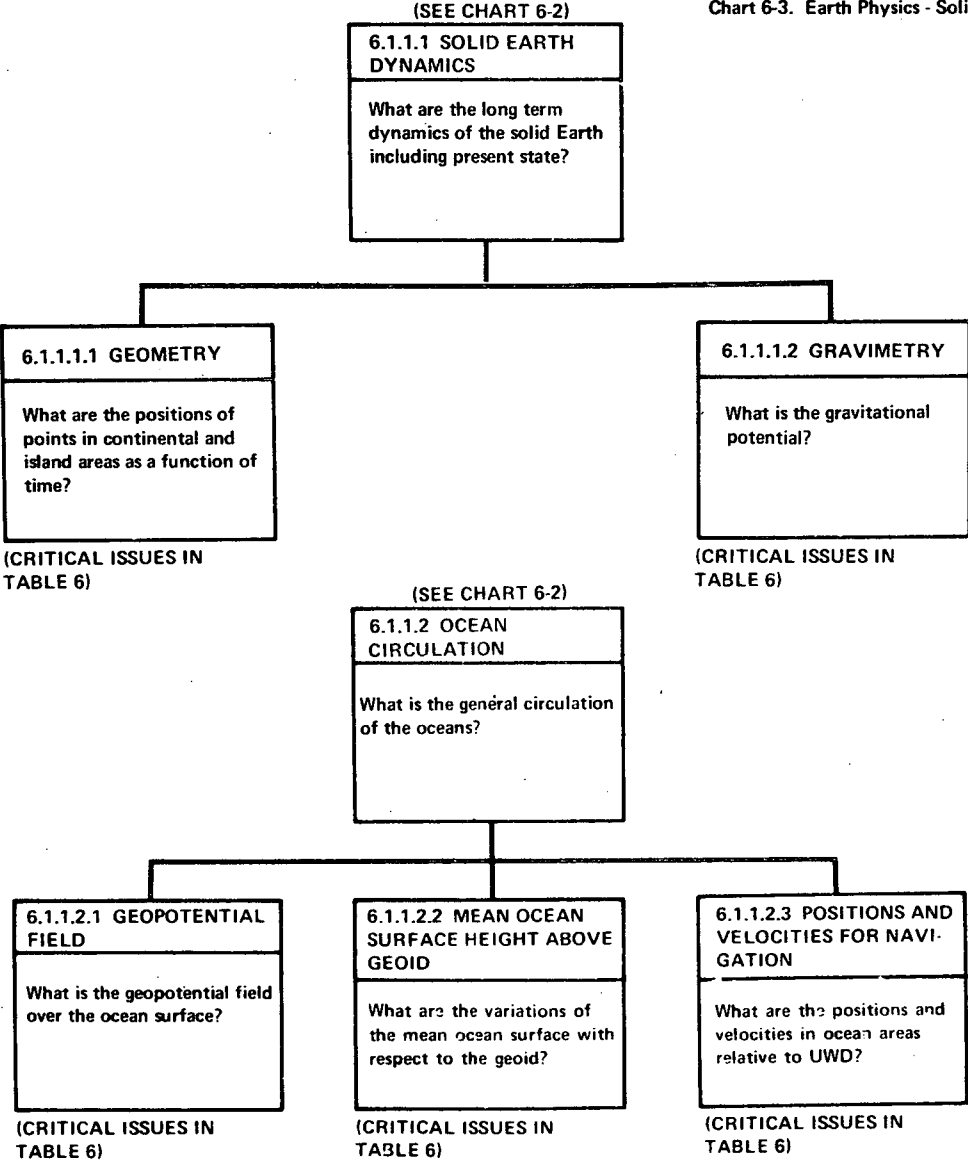 (SEE CHART 6-2)
Chart 6-3. Earth Physics - Soli
6.1.1.1 SOLID EARTH
DYNAMICS
What are the long term
dynamics of the solid Earth
including present state?
6.1.1.1.1 GEOMETRY
What are the positions of
points in continental and
island areas as a function of
time?
(CRITICAL ISSUES IN
TABLE 6)
6.1.1.1.2 GRAVIMETRY
What is the gravitational
potential?
(CRITICAL ISSUES IN
TABLE 6)
(SEE CHART 6-2)
6.1.1.2 OCEAN
CIRCULATION
What is the general circulation
of the oceans?
6.1.1.2.1 GEOPOTENTIAL
FIELD
What is the geopotential field
over the ocean surface?
(CRITICAL ISSUES IN
TABLE 6)
6.1.1.2.2 MEAN OCEAN
SURFACE HEIGHT ABOVE
GEOID
What are the variations of
the mean ocean surface with
respect to the geoid?
(CRITICAL ISSUES IN
TABLE 6)
6.1.1.2.3 POSITIONS AND
VELOCITIES FOR NAVI-
GATION
What are the positions and
velocities in ocean areas
relative to UWD?
(CRITICAL ISSUES IN
TABLE 6)